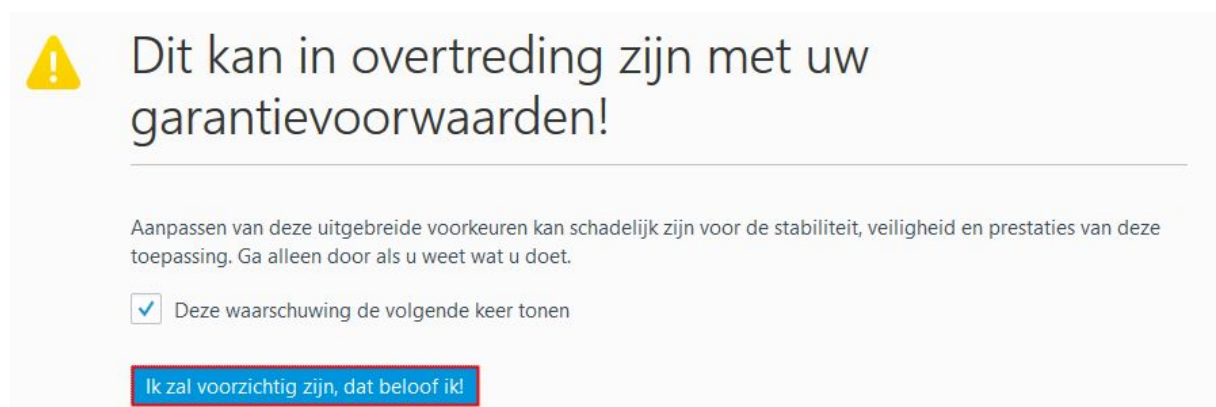 Dit kan in overtreding zijn met uw
garantievoorwaarden!
Aanpassen van deze uitgebreide voorkeuren kan schadelijk zijn voor de stabiliteit, veiligheid en prestaties van deze
toepassing. Ga alleen door als u weet wat u doet.
Deze waarschuwing de volgende keer tonen
Ik zal voorzichtig zijn, dat beloof ik!